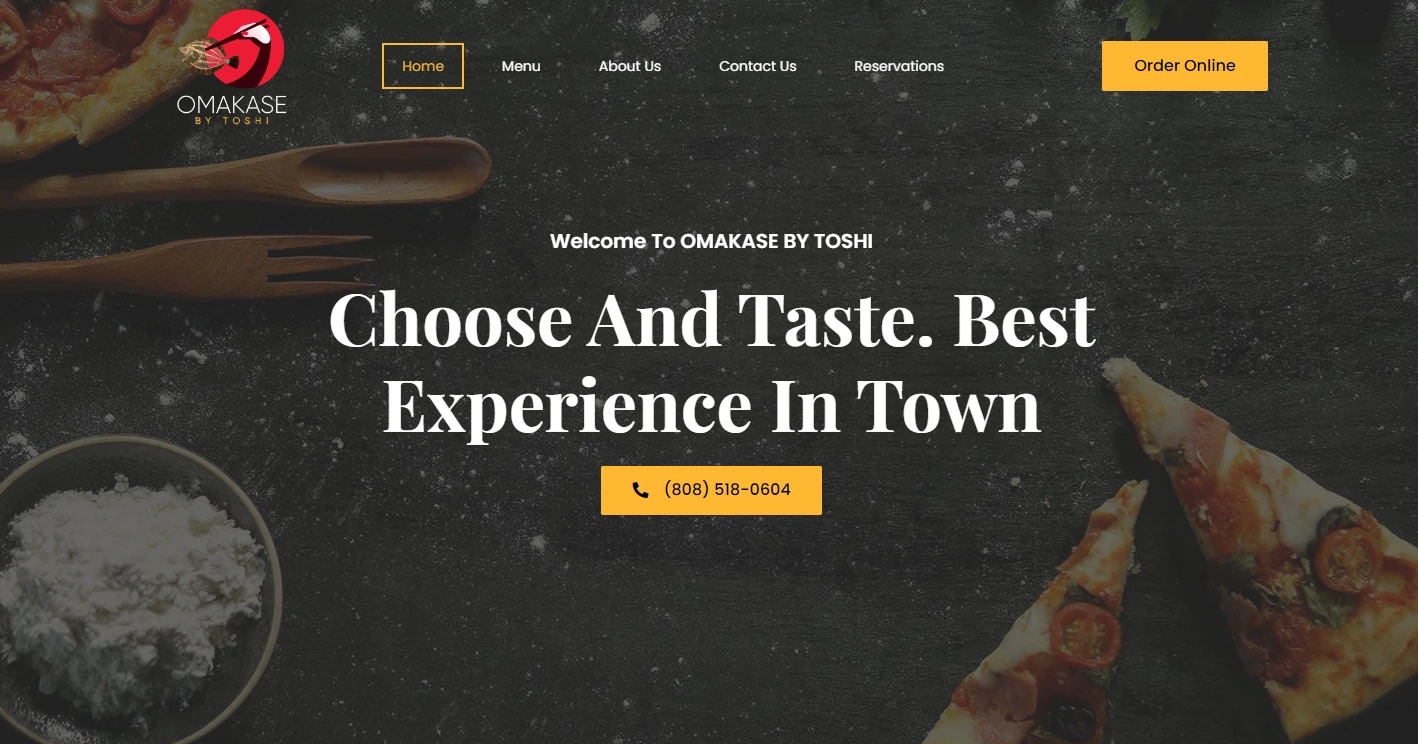 OMAKASE
BY TOSHI
Home
Menu
About Us
Contact Us
Reservations
Order Online
Welcome To OMAKASE BY TOSHI
Choose And Taste. Best
Experience In Town
(808) 518-0604